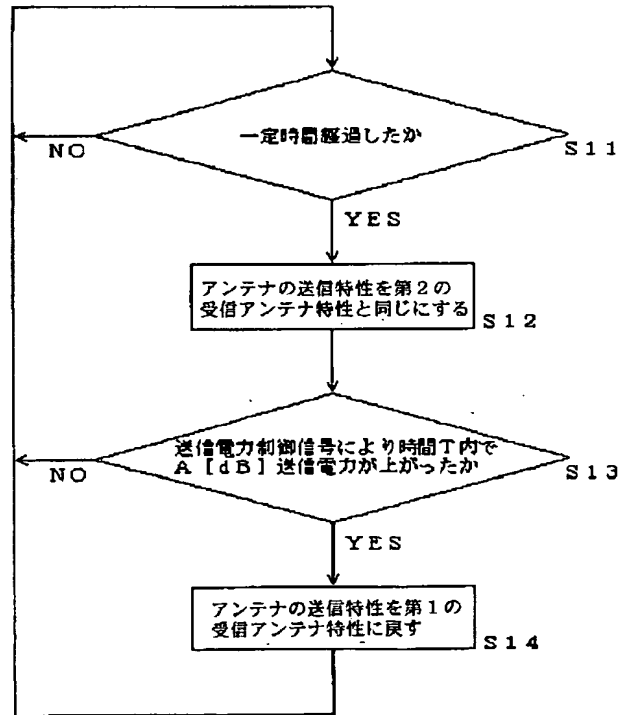 一定時間経過したか
NO
S11
YES
アンテナの送信特性を第2の
受信アンテナ特性と同じにする
S12
送信電力制御信号により時間T内で
A[dB]送信電力が上がったか
NO
S13
YES
アンテナの送信特性を第1の
受信アンテナ特性に戻す
S14